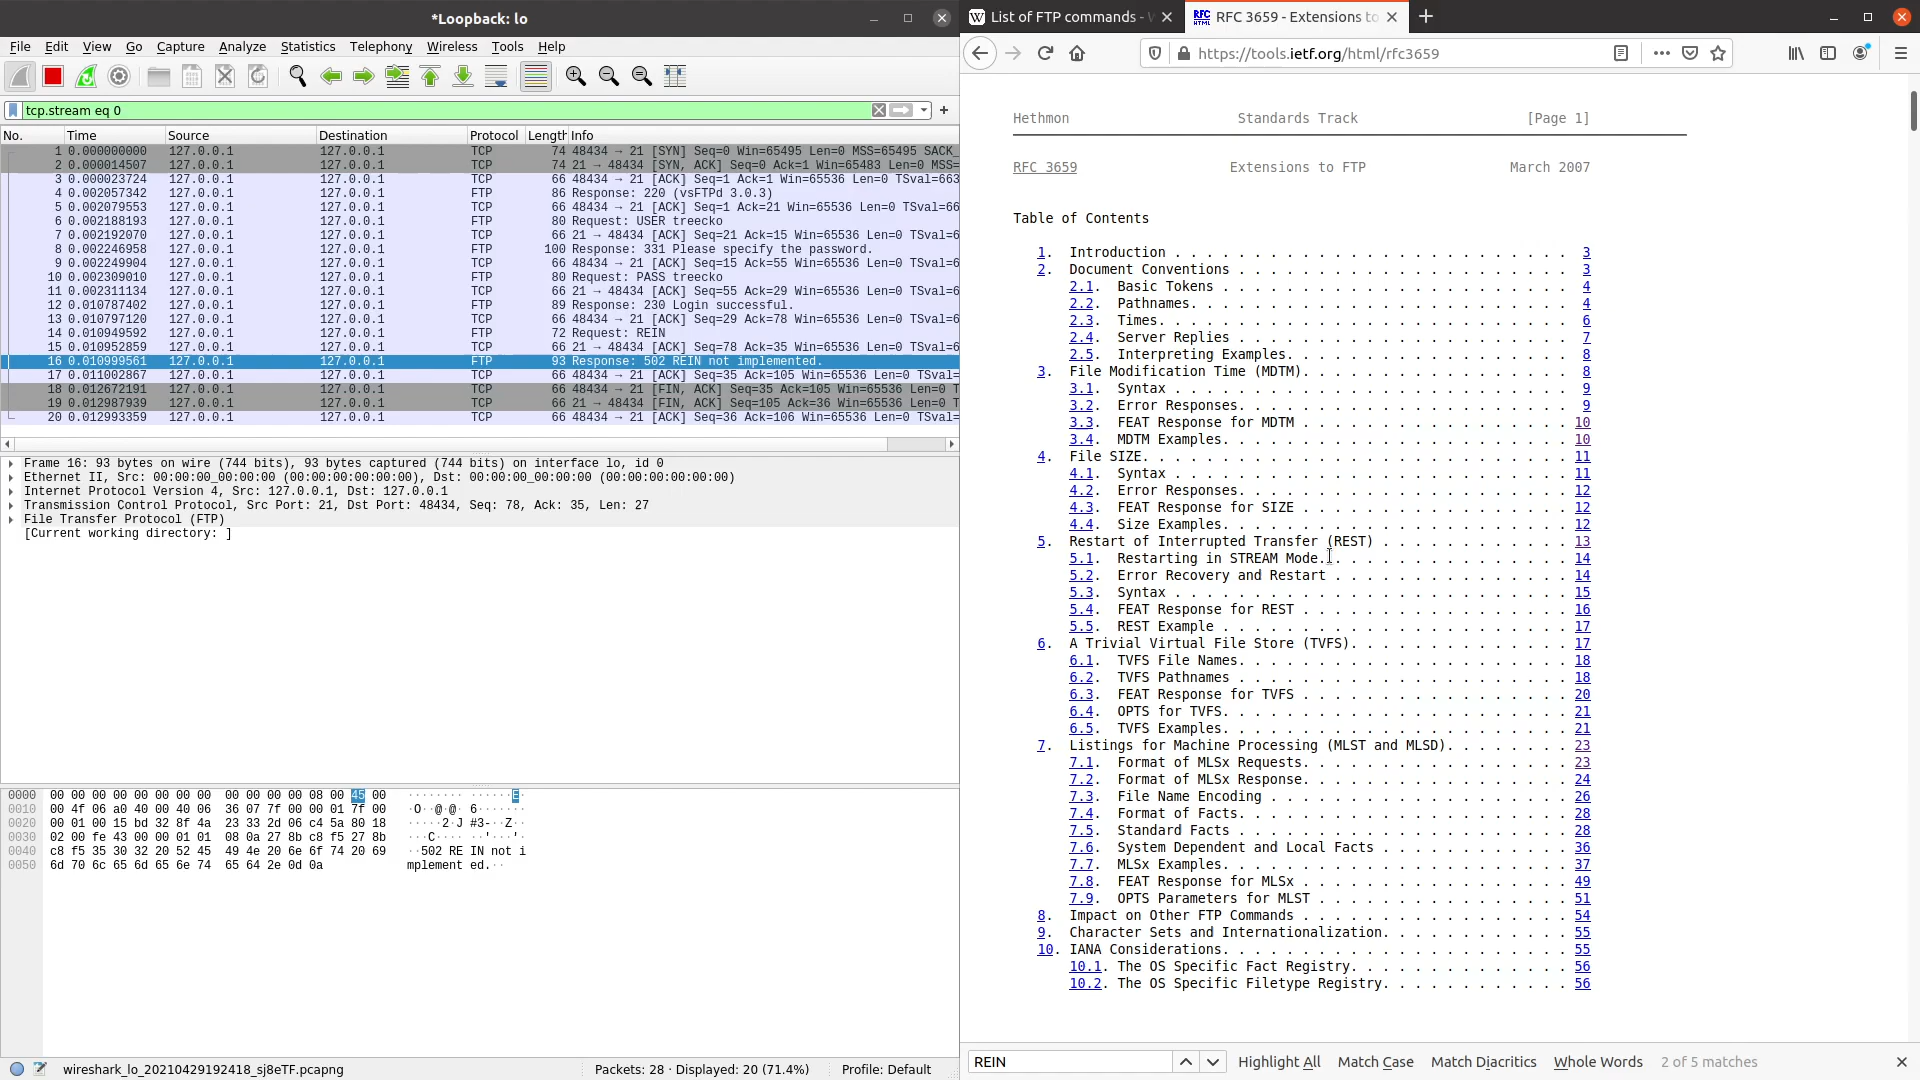 *Loopback: lo
File Edit View Go Capture Analyze Statistics Telephony Wireless Tools Help
tcp.stream eq 0
No. Time Source Destination Protocol Length Info
1 0.000000000 127.0.0.1 127.0.0.1 TCP 74 48434 → 21 [SYN] Seq=0 Win=65495 Len=0 MSS=65495 SACK_
2 0.000014507 127.0.0.1 127.0.0.1 TCP 74 21 → 48434 [SYN, ACK] Seq=0 Ack=1 Win=65483 Len=0 MSS=
3 0.000023724 127.0.0.1 127.0.0.1 TCP 66 48434 → 21 [ACK] Seq=1 Ack=1 Win=65536 Len=0 TSval=663
4 0.002057342 127.0.0.1 127.0.0.1 FTP 86 Response: 220 (vsFTPd 3.0.3)
5 0.002079553 127.0.0.1 127.0.0.1 TCP 66 48434 → 21 [ACK] Seq=1 Ack=21 Win=65536 Len=0 TSval=66
6 0.002188193 127.0.0.1 127.0.0.1 FTP 80 Request: USER treecko
7 0.002192070 127.0.0.1 127.0.0.1 TCP 66 21 → 48434 [ACK] Seq=21 Ack=15 Win=65536 Len=0 TSval=6
8 0.002246958 127.0.0.1 127.0.0.1 FTP 100 Response: 331 Please specify the password.
9 0.002249904 127.0.0.1 127.0.0.1 TCP 66 48434 → 21 [ACK] Seq=15 Ack=55 Win=65536 Len=0 TSval=6
10 0.002309010 127.0.0.1 127.0.0.1 FTP 80 Request: PASS treecko
11 0.002311134 127.0.0.1 127.0.0.1 TCP 66 21 → 48434 [ACK] Seq=55 Ack=29 Win=65536 Len=0 TSval=6
12 0.010787402 127.0.0.1 127.0.0.1 FTP 89 Response: 230 Login successful.
13 0.010797120 127.0.0.1 127.0.0.1 TCP 66 48434 → 21 [ACK] Seq=29 Ack=78 Win=65536 Len=0 TSval=6
14 0.010949592 127.0.0.1 127.0.0.1 FTP 72 Request: REIN
15 0.010952859 127.0.0.1 127.0.0.1 TCP 66 21 → 48434 [ACK] Seq=78 Ack=35 Win=65536 Len=0 TSval=6
16 0.010999561 127.0.0.1 127.0.0.1 FTP 93 Response: 502 REIN not implemented.
17 0.011002867 127.0.0.1 127.0.0.1 TCP 66 48434 → 21 [ACK] Seq=35 Ack=105 Win=65536 Len=0 TSval=
18 0.012672191 127.0.0.1 127.0.0.1 TCP 66 48434 → 21 [FIN, ACK] Seq=35 Ack=105 Win=65536 Len=0 T
19 0.012987939 127.0.0.1 127.0.0.1 TCP 66 21 → 48434 [FIN, ACK] Seq=105 Ack=36 Win=65536 Len=0 T
20 0.012993359 127.0.0.1 127.0.0.1 TCP 66 48434 → 21 [ACK] Seq=36 Ack=106 Win=65536 Len=0 TSval=
Frame 16: 93 bytes on wire (744 bits), 93 bytes captured (744 bits) on interface lo, id 0
Ethernet II, Src: 00:00:00_00:00:00 (00:00:00:00:00:00), Dst: 00:00:00_00:00:00 (00:00:00:00:00:00)
Internet Protocol Version 4, Src: 127.0.0.1, Dst: 127.0.0.1
Transmission Control Protocol, Src Port: 21, Dst Port: 48434, Seq: 78, Ack: 35, Len: 27
File Transfer Protocol (FTP)
[Current working directory: ]
0000 00 00 00 00 00 00 00 00 00 00 00 00 08 00 45 00 ········ ······E·
0010 00 4f 06 a0 40 00 40 06 36 07 7f 00 00 01 7f 00 ·O··@·@· 6·······
0020 00 01 00 15 bd 32 8f 4a 23 33 2d 06 c4 5a 80 18 ·····2·J #3-··Z··
0030 02 00 fe 43 00 00 01 01 08 0a 27 8b c8 f5 27 8b ···C···· ··'···'·
0040 c8 f5 35 30 32 20 52 45 49 4e 20 6e 6f 74 20 69 ··502 RE IN not i
0050 6d 70 6c 65 6d 65 6e 74 65 64 2e 0d 0a mplement ed.··
wireshark_lo_20210429192418_sj8eTF.pcapng Packets: 28 · Displayed: 20 (71.4%) Profile: Default
List of FTP commands - RFC 3659 - Extensions to
https://tools.ietf.org/html/rfc3659
Hethmon Standards Track [Page 1]
RFC 3659 Extensions to FTP March 2007
Table of Contents
1. Introduction . . . . . . . . . . . . . . . . . . . . . . . . . 3
2. Document Conventions . . . . . . . . . . . . . . . . . . . . . 3
2.1. Basic Tokens . . . . . . . . . . . . . . . . . . . . . . 4
2.2. Pathnames. . . . . . . . . . . . . . . . . . . . . . . . 4
2.3. Times. . . . . . . . . . . . . . . . . . . . . . . . . . 6
2.4. Server Replies . . . . . . . . . . . . . . . . . . . . . 7
2.5. Interpreting Examples. . . . . . . . . . . . . . . . . . 8
3. File Modification Time (MDTM). . . . . . . . . . . . . . . . . 8
3.1. Syntax . . . . . . . . . . . . . . . . . . . . . . . . . 9
3.2. Error Responses. . . . . . . . . . . . . . . . . . . . . 9
3.3. FEAT Response for MDTM . . . . . . . . . . . . . . . . . 10
3.4. MDTM Examples. . . . . . . . . . . . . . . . . . . . . . 10
4. File SIZE. . . . . . . . . . . . . . . . . . . . . . . . . . . 11
4.1. Syntax . . . . . . . . . . . . . . . . . . . . . . . . . 11
4.2. Error Responses. . . . . . . . . . . . . . . . . . . . . 12
4.3. FEAT Response for SIZE . . . . . . . . . . . . . . . . . 12
4.4. Size Examples. . . . . . . . . . . . . . . . . . . . . . 12
5. Restart of Interrupted Transfer (REST) . . . . . . . . . . . . 13
5.1. Restarting in STREAM Mode. . . . . . . . . . . . . . . . 14
5.2. Error Recovery and Restart . . . . . . . . . . . . . . . 14
5.3. Syntax . . . . . . . . . . . . . . . . . . . . . . . . . 15
5.4. FEAT Response for REST . . . . . . . . . . . . . . . . . 16
5.5. REST Example . . . . . . . . . . . . . . . . . . . . . . 17
6. A Trivial Virtual File Store (TVFS). . . . . . . . . . . . . . 17
6.1. TVFS File Names. . . . . . . . . . . . . . . . . . . . . 18
6.2. TVFS Pathnames . . . . . . . . . . . . . . . . . . . . . 18
6.3. FEAT Response for TVFS . . . . . . . . . . . . . . . . . 20
6.4. OPTS for TVFS. . . . . . . . . . . . . . . . . . . . . . 21
6.5. TVFS Examples. . . . . . . . . . . . . . . . . . . . . . 21
7. Listings for Machine Processing (MLST and MLSD). . . . . . . . 23
7.1. Format of MLSx Requests. . . . . . . . . . . . . . . . . 23
7.2. Format of MLSx Response. . . . . . . . . . . . . . . . . 24
7.3. File Name Encoding . . . . . . . . . . . . . . . . . . . 26
7.4. Format of Facts. . . . . . . . . . . . . . . . . . . . . 28
7.5. Standard Facts . . . . . . . . . . . . . . . . . . . . . 28
7.6. System Dependent and Local Facts . . . . . . . . . . . . 36
7.7. MLSx Examples. . . . . . . . . . . . . . . . . . . . . . 37
7.8. FEAT Response for MLSx . . . . . . . . . . . . . . . . . 49
7.9. OPTS Parameters for MLST . . . . . . . . . . . . . . . . 51
8. Impact on Other FTP Commands . . . . . . . . . . . . . . . . . 54
9. Character Sets and Internationalization. . . . . . . . . . . . 55
10. IANA Considerations. . . . . . . . . . . . . . . . . . . . . . 55
10.1. The OS Specific Fact Registry. . . . . . . . . . . . . . 56
10.2. The OS Specific Filetype Registry. . . . . . . . . . . . 56
REIN Highlight All Match Case Match Diacritics Whole Words 2 of 5 matches